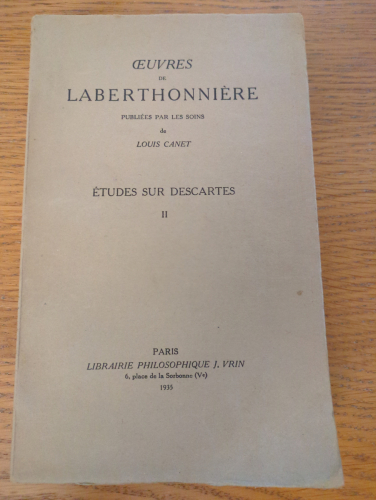 ŒUVRES
DE
LABERTHONNIÈRE
PUBLIÉES PAR LES SOINS
de
LOUIS CANET
ÉTUDES SUR DESCARTES
II
PARIS
LIBRAIRIE PHILOSOPHIQUE J. VRIN
6, place de la Sorbonne (Ve)
1935